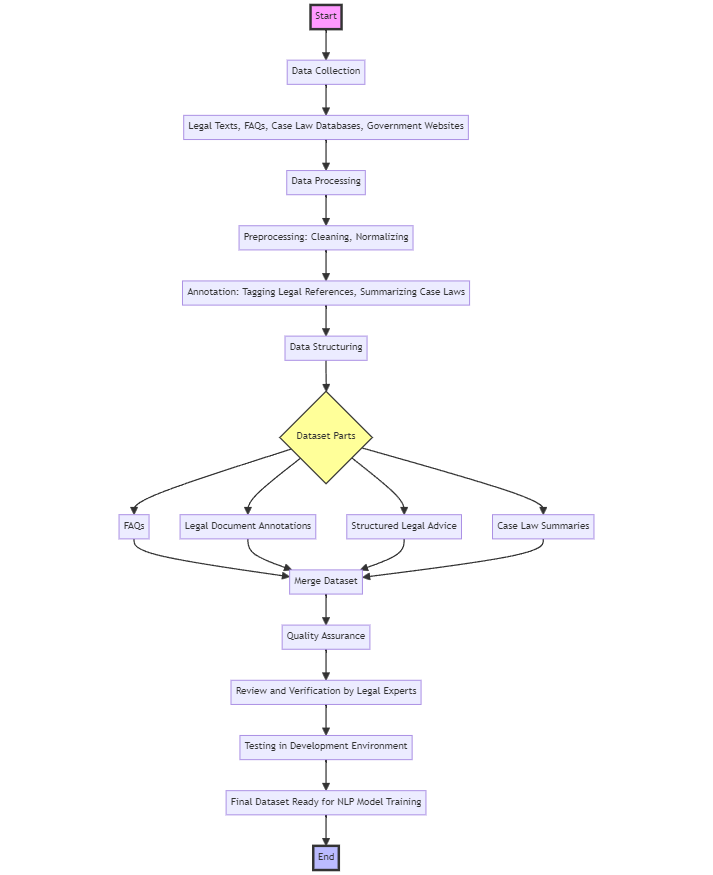 Start
Data Collection
Legal Texts, FAQs, Case Law Databases, Government Websites
Data Processing
Preprocessing: Cleaning, Normalizing
Annotation: Tagging Legal References, Summarizing Case Laws
Data Structuring
Dataset Parts
FAQs
Legal Document Annotations
Structured Legal Advice
Case Law Summaries
Merge Dataset
Quality Assurance
Review and Verification by Legal Experts
Testing in Development Environment
Final Dataset Ready for NLP Model Training
End